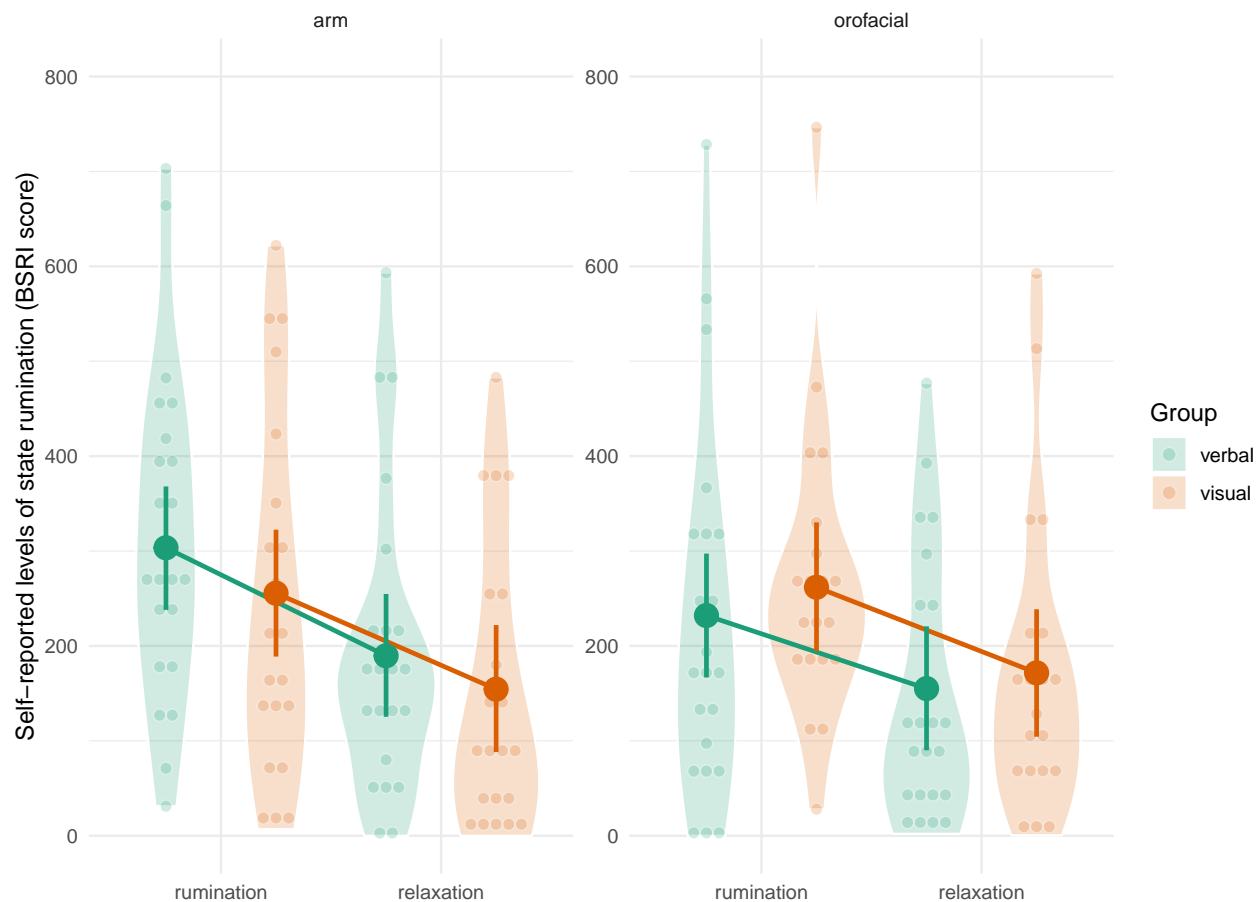 arm
orofacial
800
600
400
200
0
800
600
400
200
0
Self−reported levels of state rumination (BSRI score)
rumination
relaxation
rumination
relaxation
Group
verbal
visual